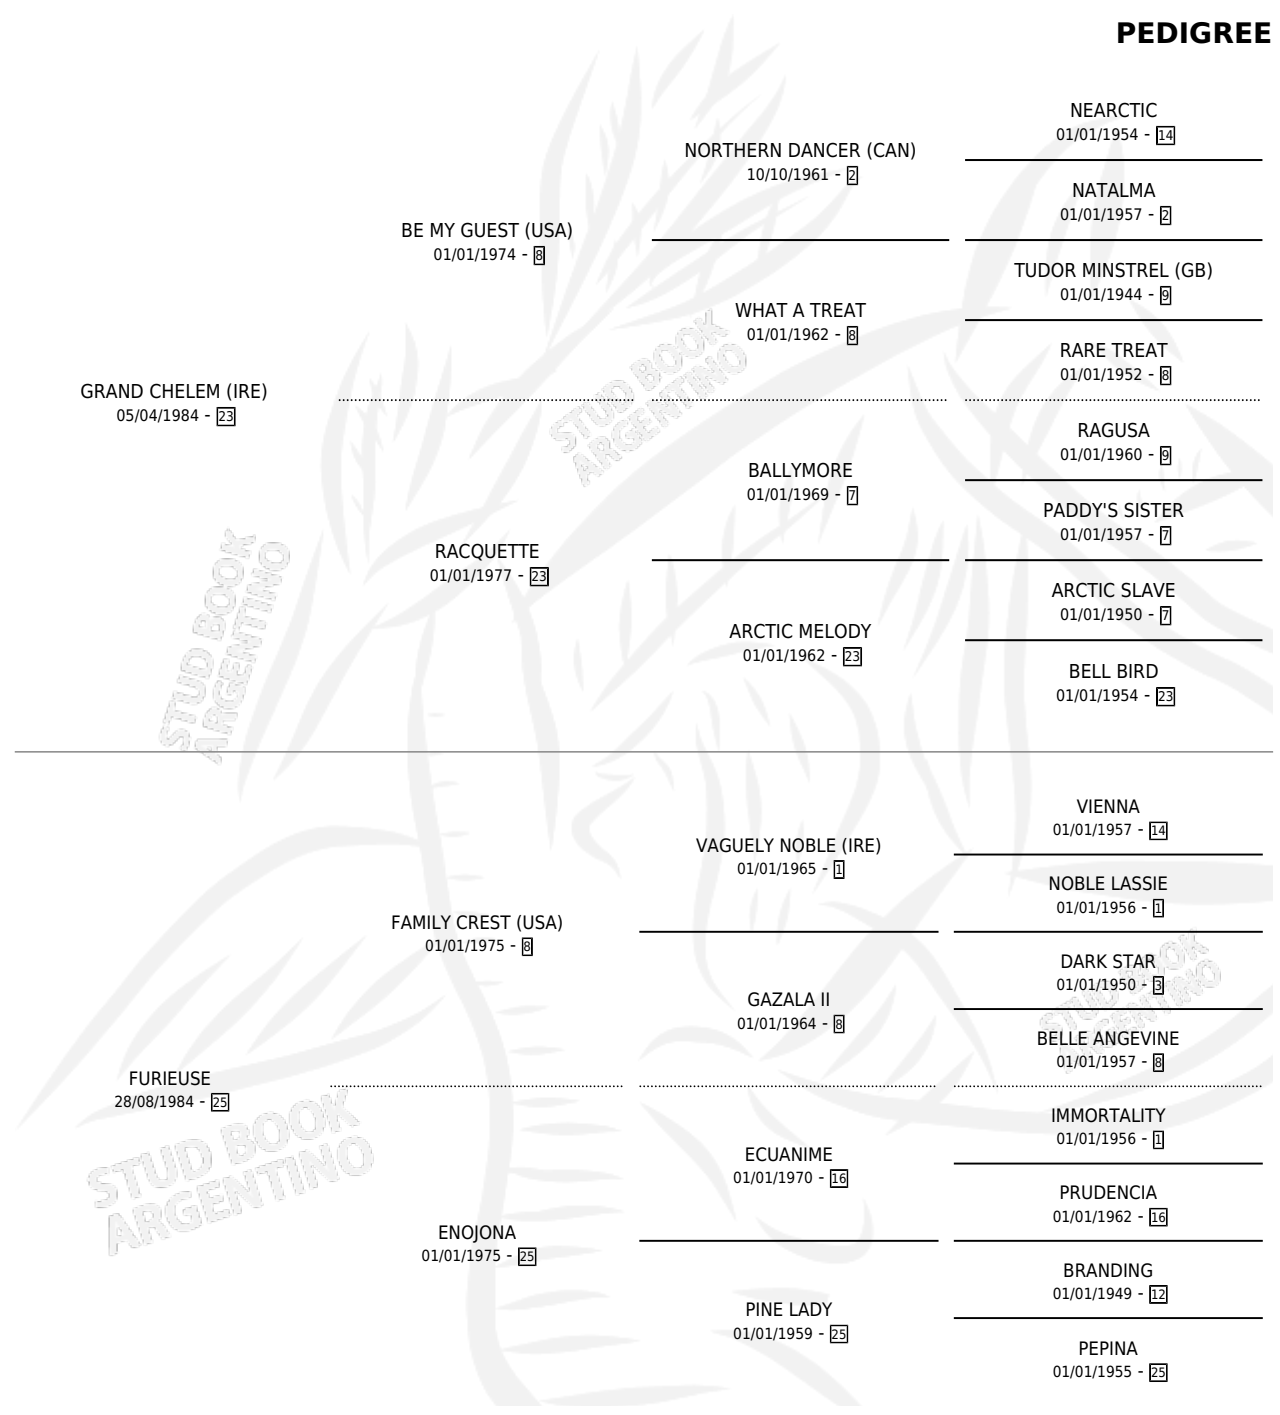 PEDIGREE
NEARCTIC
01/01/1954 - 14
NORTHERN DANCER (CAN)
10/10/1961 - 2
NATALMA
01/01/1957 - 2
BE MY GUEST (USA)
01/01/1974 - 8
TUDOR MINSTREL (GB)
01/01/1944 - 9
WHAT A TREAT
01/01/1962 - 8
RARE TREAT
01/01/1952 - 8
GRAND CHELEM (IRE)
05/04/1984 - 23
RAGUSA
01/01/1960 - 9
BALLYMORE
01/01/1969 - 7
PADDY'S SISTER
01/01/1957 - 7
RACQUETTE
01/01/1977 - 23
ARCTIC SLAVE
01/01/1950 - 7
ARCTIC MELODY
01/01/1962 - 23
BELL BIRD
01/01/1954 - 23
VIENNA
01/01/1957 - 14
VAGUELY NOBLE (IRE)
01/01/1965 - 1
NOBLE LASSIE
01/01/1956 - 1
FAMILY CREST (USA)
01/01/1975 - 8
DARK STAR
01/01/1950 - 3
GAZALA II
01/01/1964 - 8
BELLE ANGEVINE
01/01/1957 - 8
FURIEUSE
28/08/1984 - 25
IMMORTALITY
01/01/1956 - 1
ECUANIME
01/01/1970 - 16
PRUDENCIA
01/01/1962 - 16
ENOJONA
01/01/1975 - 25
BRANDING
01/01/1949 - 12
PINE LADY
01/01/1959 - 25
PEPINA
01/01/1955 - 25
STUD BOOK
ARGENTINO
STUD BOOK
ARGENTINO
STUD BOOK
ARGENTINO
STUD BOOK
ARGENTINO